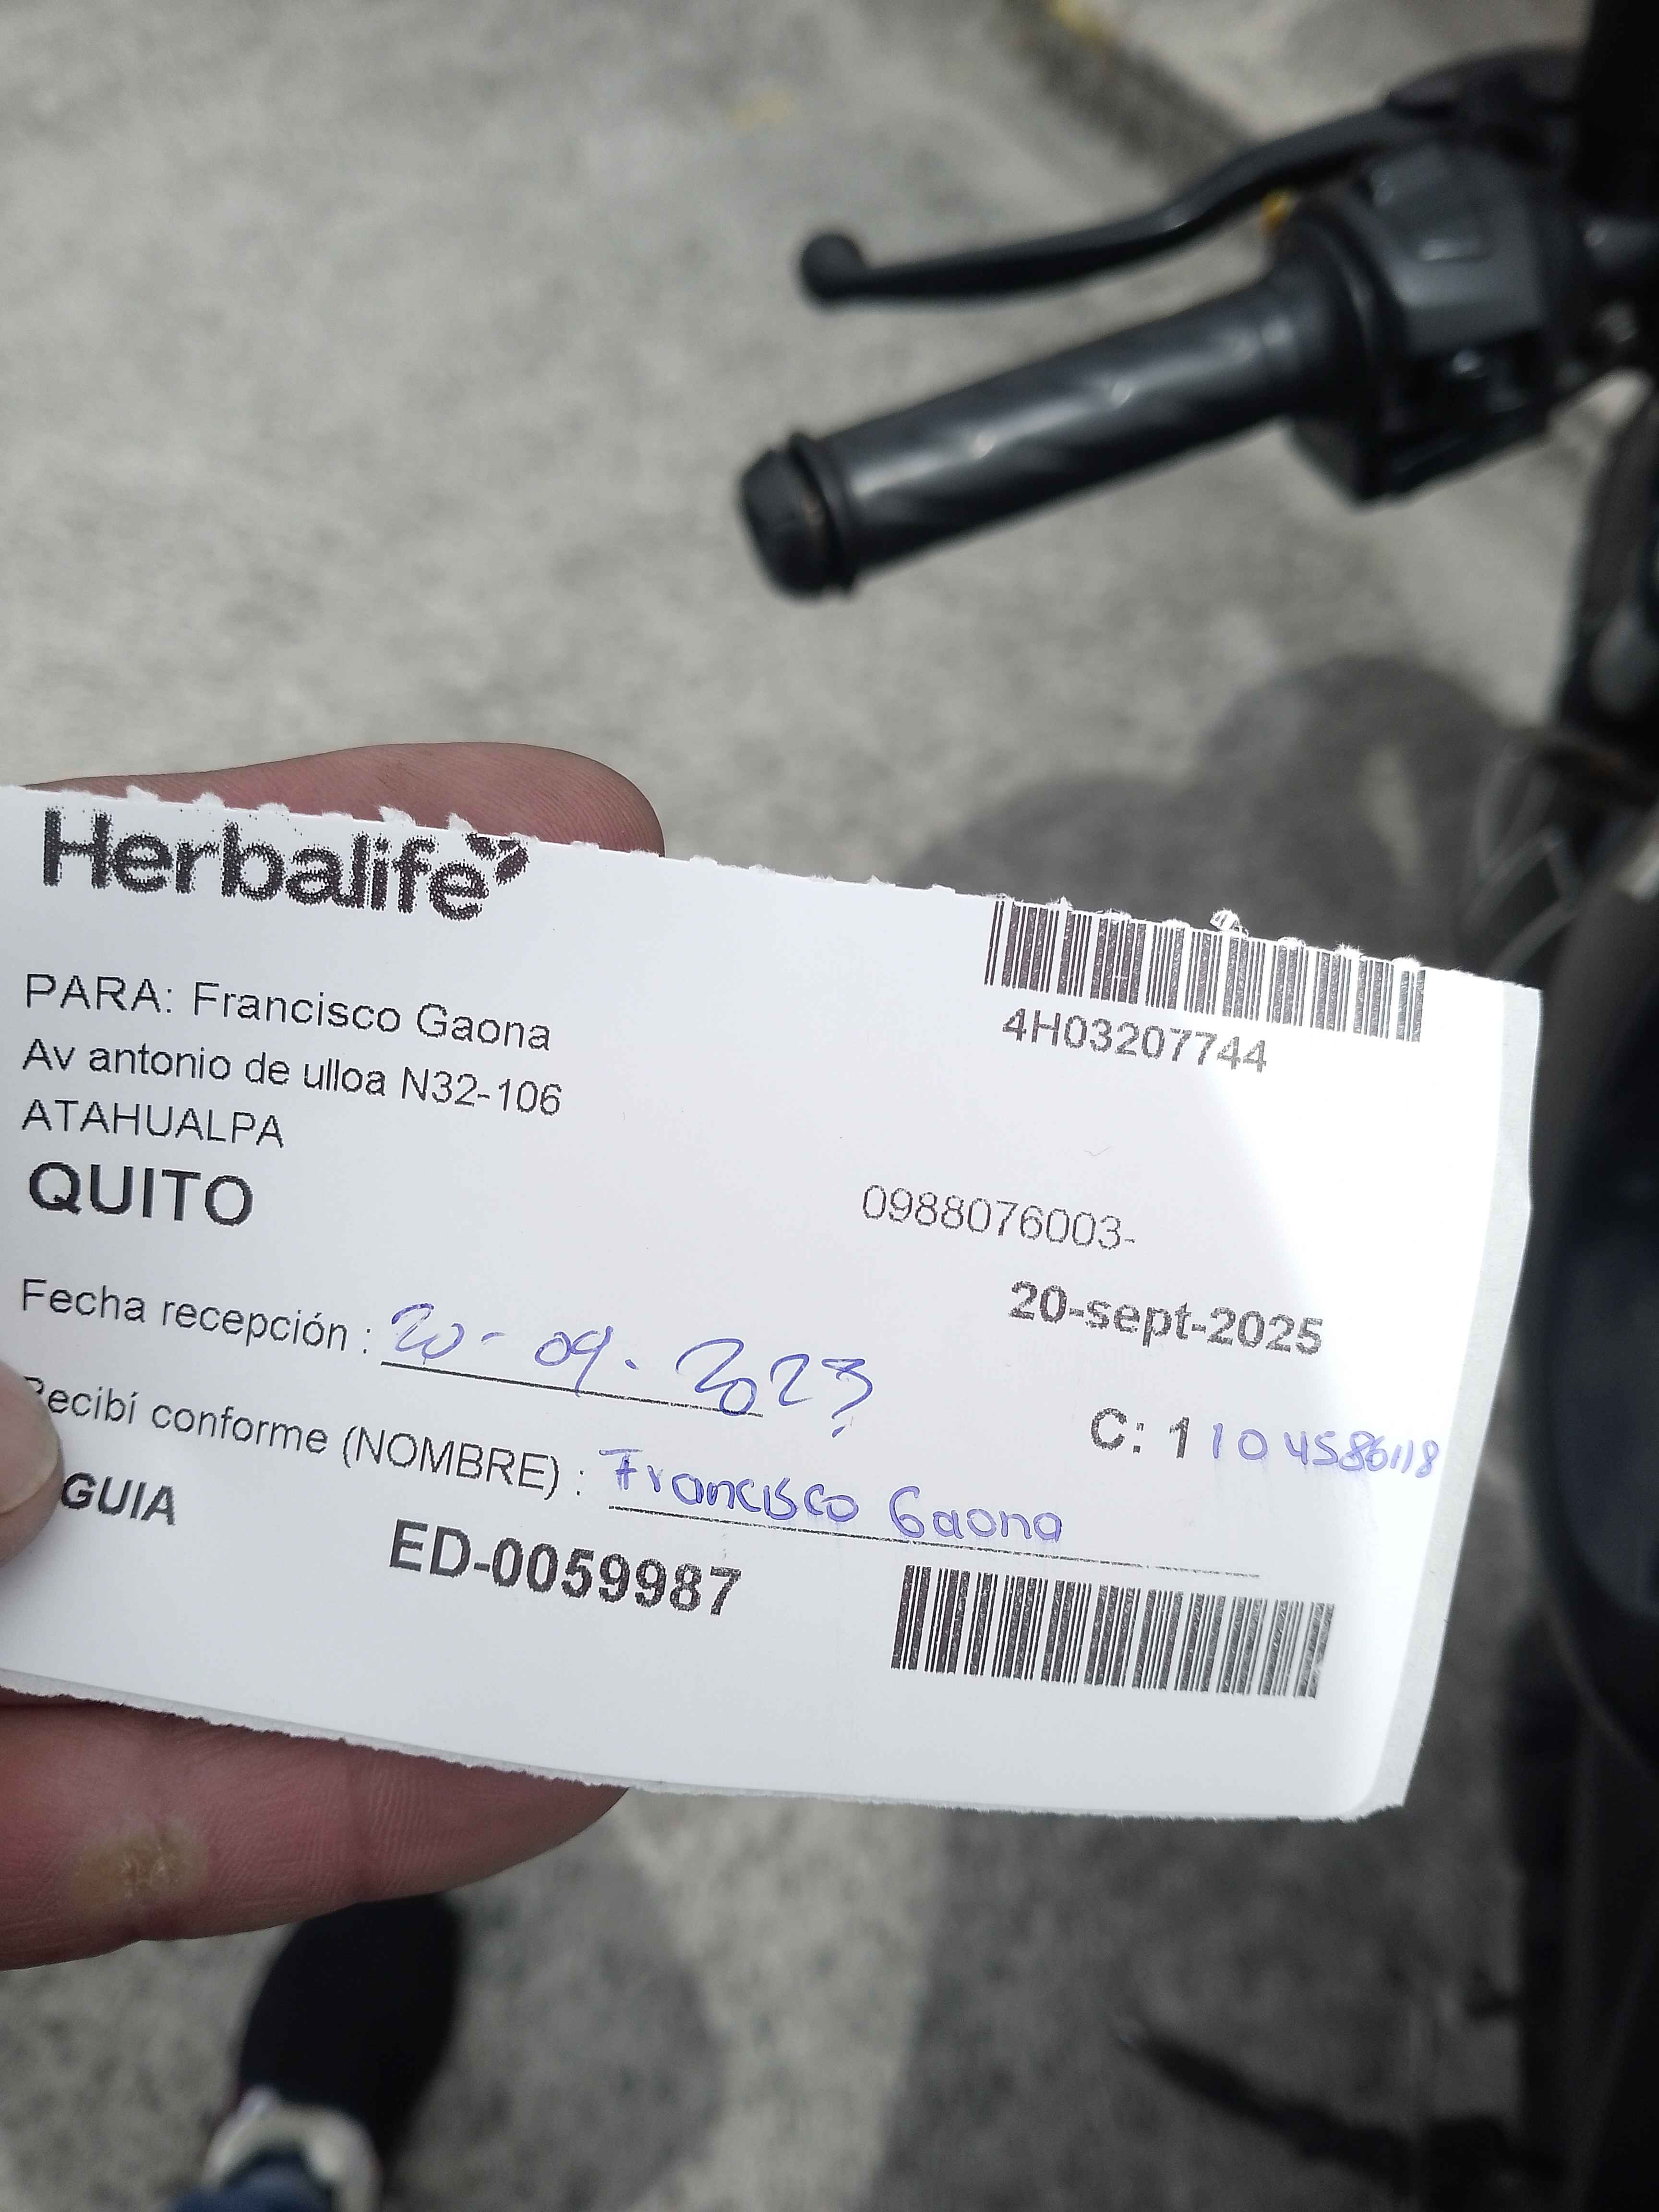 Herbalife
4H03207744
PARA: Francisco Gaona
Av antonio de ulloa N32-106
ATAHUALPA
QUITO
0988076003-
20-sept-2025
Fecha recepción : 20-09-2023
C: 1
Recibí conforme (NOMBRE) : Francisco Gaona
GUIA
ED-0059987